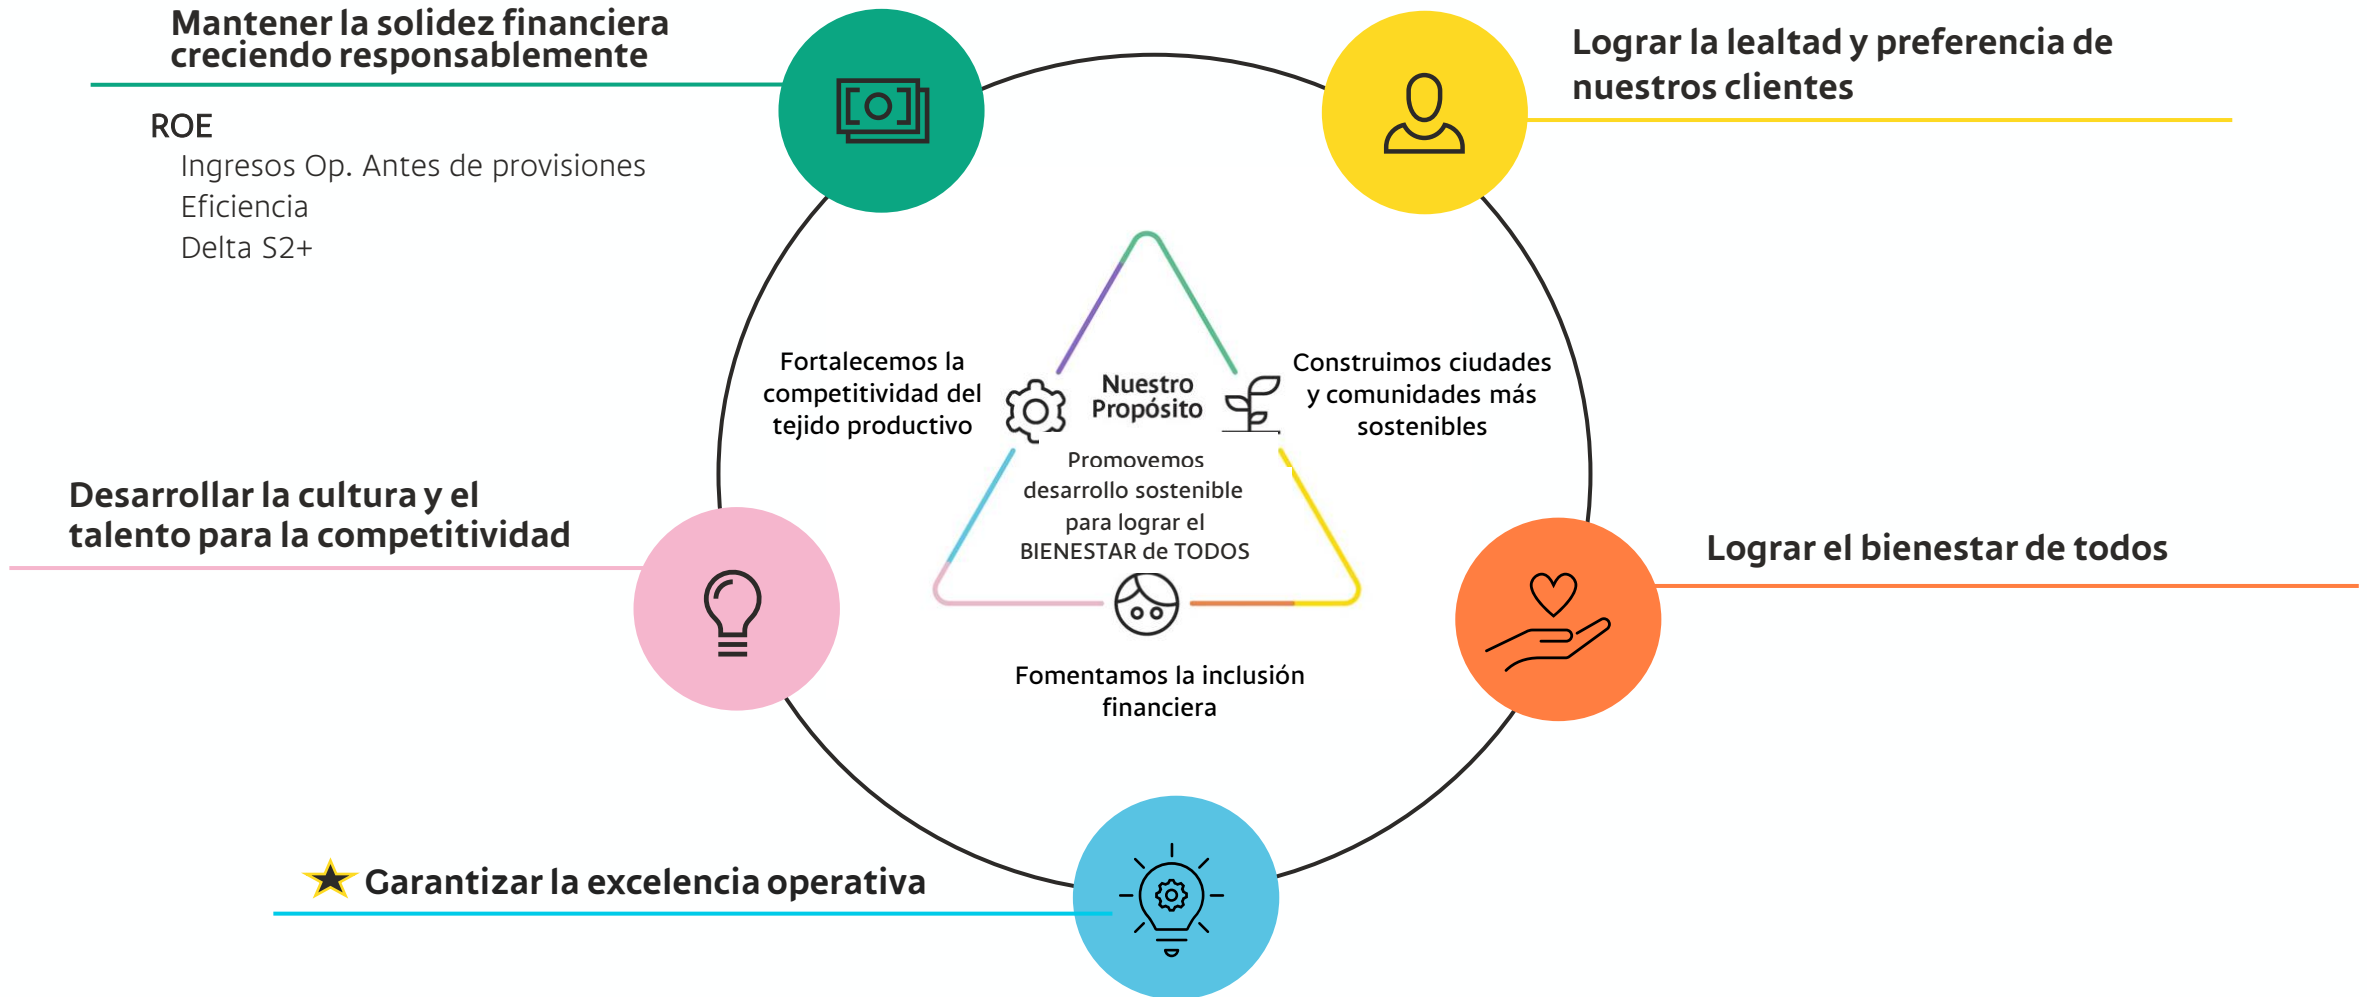 Mantener la solidez financiera
creciendo responsablemente
ROE
Ingresos Op. Antes de provisiones
Eficiencia
Delta S2+
Lograr la lealtad y preferencia de
nuestros clientes
Fortalecemos la
competitividad del
tejido productivo
Nuestro
Propósito
Construimos ciudades
y comunidades más
sostenibles
Promovemos
desarrollo sostenible
para lograr el
BIENESTAR de TODOS
Desarrollar la cultura y el
talento para la competitividad
Lograr el bienestar de todos
Fomentamos la inclusión
financiera
Garantizar la excelencia operativa